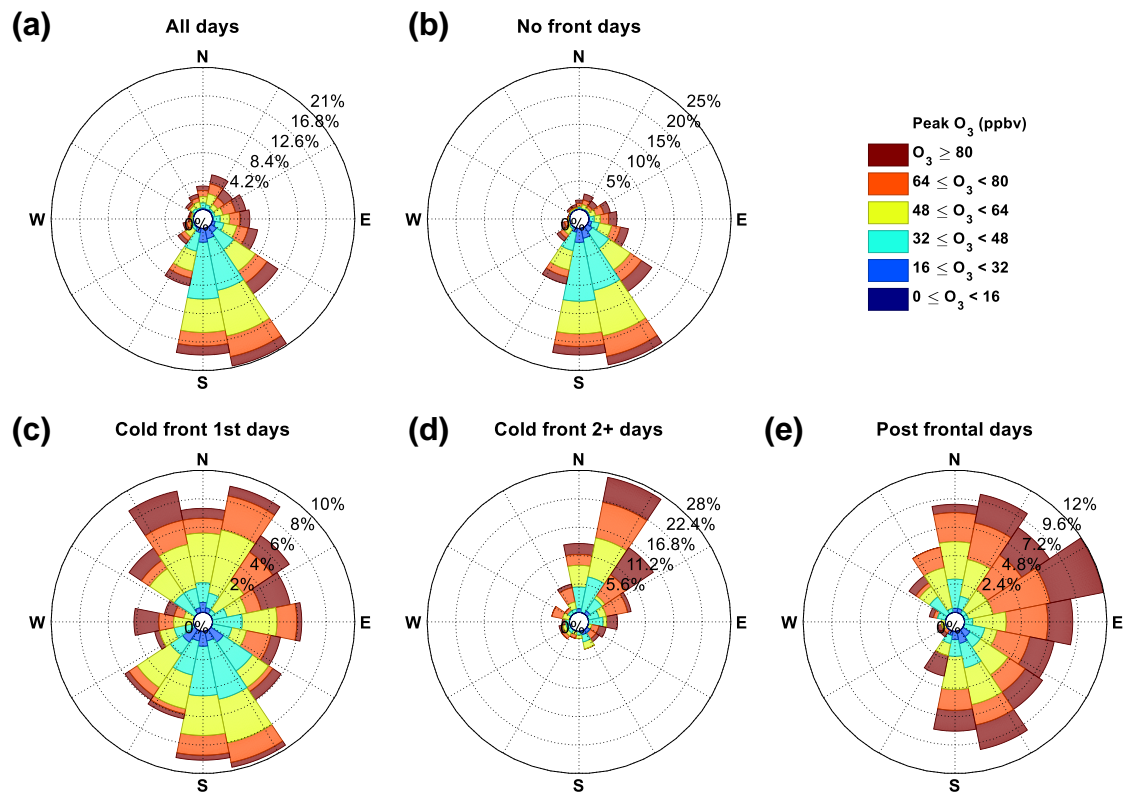 (a)
All days
N
21%
16.8%
12.6%
8.4%
4.2%
0%
W
E
S
(b)
No front days
N
25%
20%
15%
10%
5%
0%
W
E
S
Peak O3 (ppbv)
O3 ≥ 80
64 ≤ O3 < 80
48 ≤ O3 < 64
32 ≤ O3 < 48
16 ≤ O3 < 32
0 ≤ O3 < 16
(c)
Cold front 1st days
N
10%
8%
6%
4%
2%
0%
W
E
S
(d)
Cold front 2+ days
N
28%
22.4%
16.8%
11.2%
5.6%
0%
W
E
S
(e)
Post frontal days
N
12%
9.6%
7.2%
4.8%
2.4%
0%
W
E
S